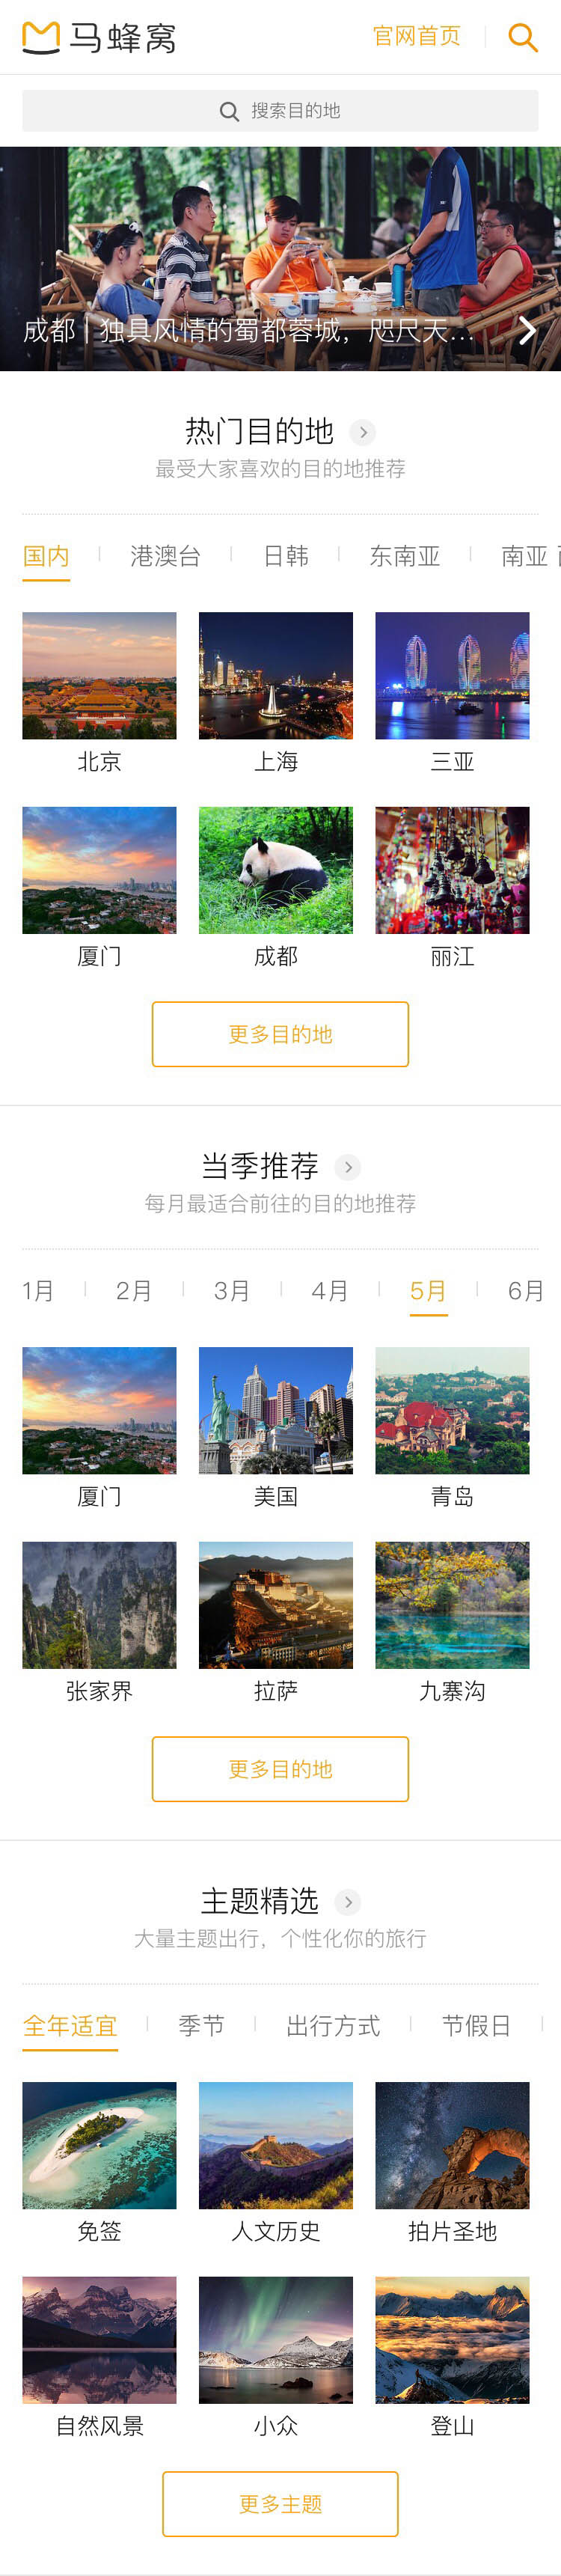 马蜂窝
官网首页
搜索目的地
成都 | 独具风情的蜀都蓉城，咫尺天...
热门目的地
最受大家喜欢的目的地推荐
国内 港澳台 日韩 东南亚 南亚
北京 上海 三亚
厦门 成都 丽江
更多目的地
当季推荐
每月最适合前往的目的地推荐
1月 2月 3月 4月 5月 6月
厦门 美国 青岛
张家界 拉萨 九寨沟
更多目的地
主题精选
大量主题出行，个性化你的旅行
全年适宜 季节 出行方式 节假日
免签 人文历史 拍片圣地
自然风景 小众 登山
更多主题